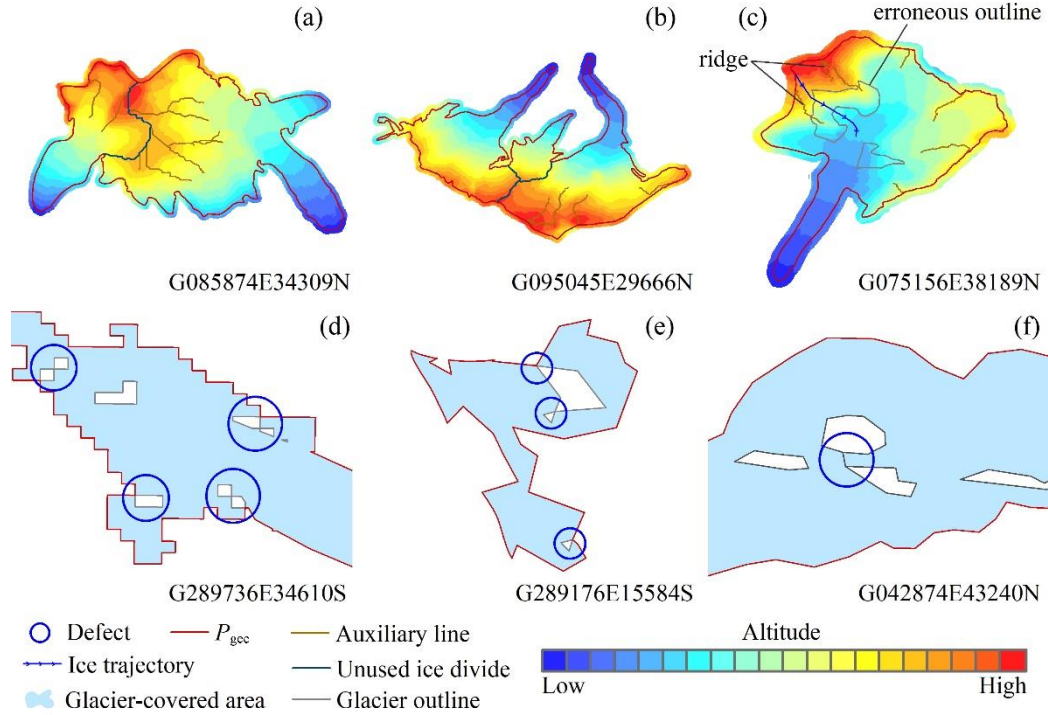 (a)
(b)
(c)
erroneous outline
ridge
G085874E34309N
G095045E29666N
G075156E38189N
(d)
(e)
(f)
G289736E34610S
G289176E15584S
G042874E43240N
Defect
Pgec
Auxiliary line
Altitude
Ice trajectory
Unused ice divide
Low
High
Glacier-covered area
Glacier outline